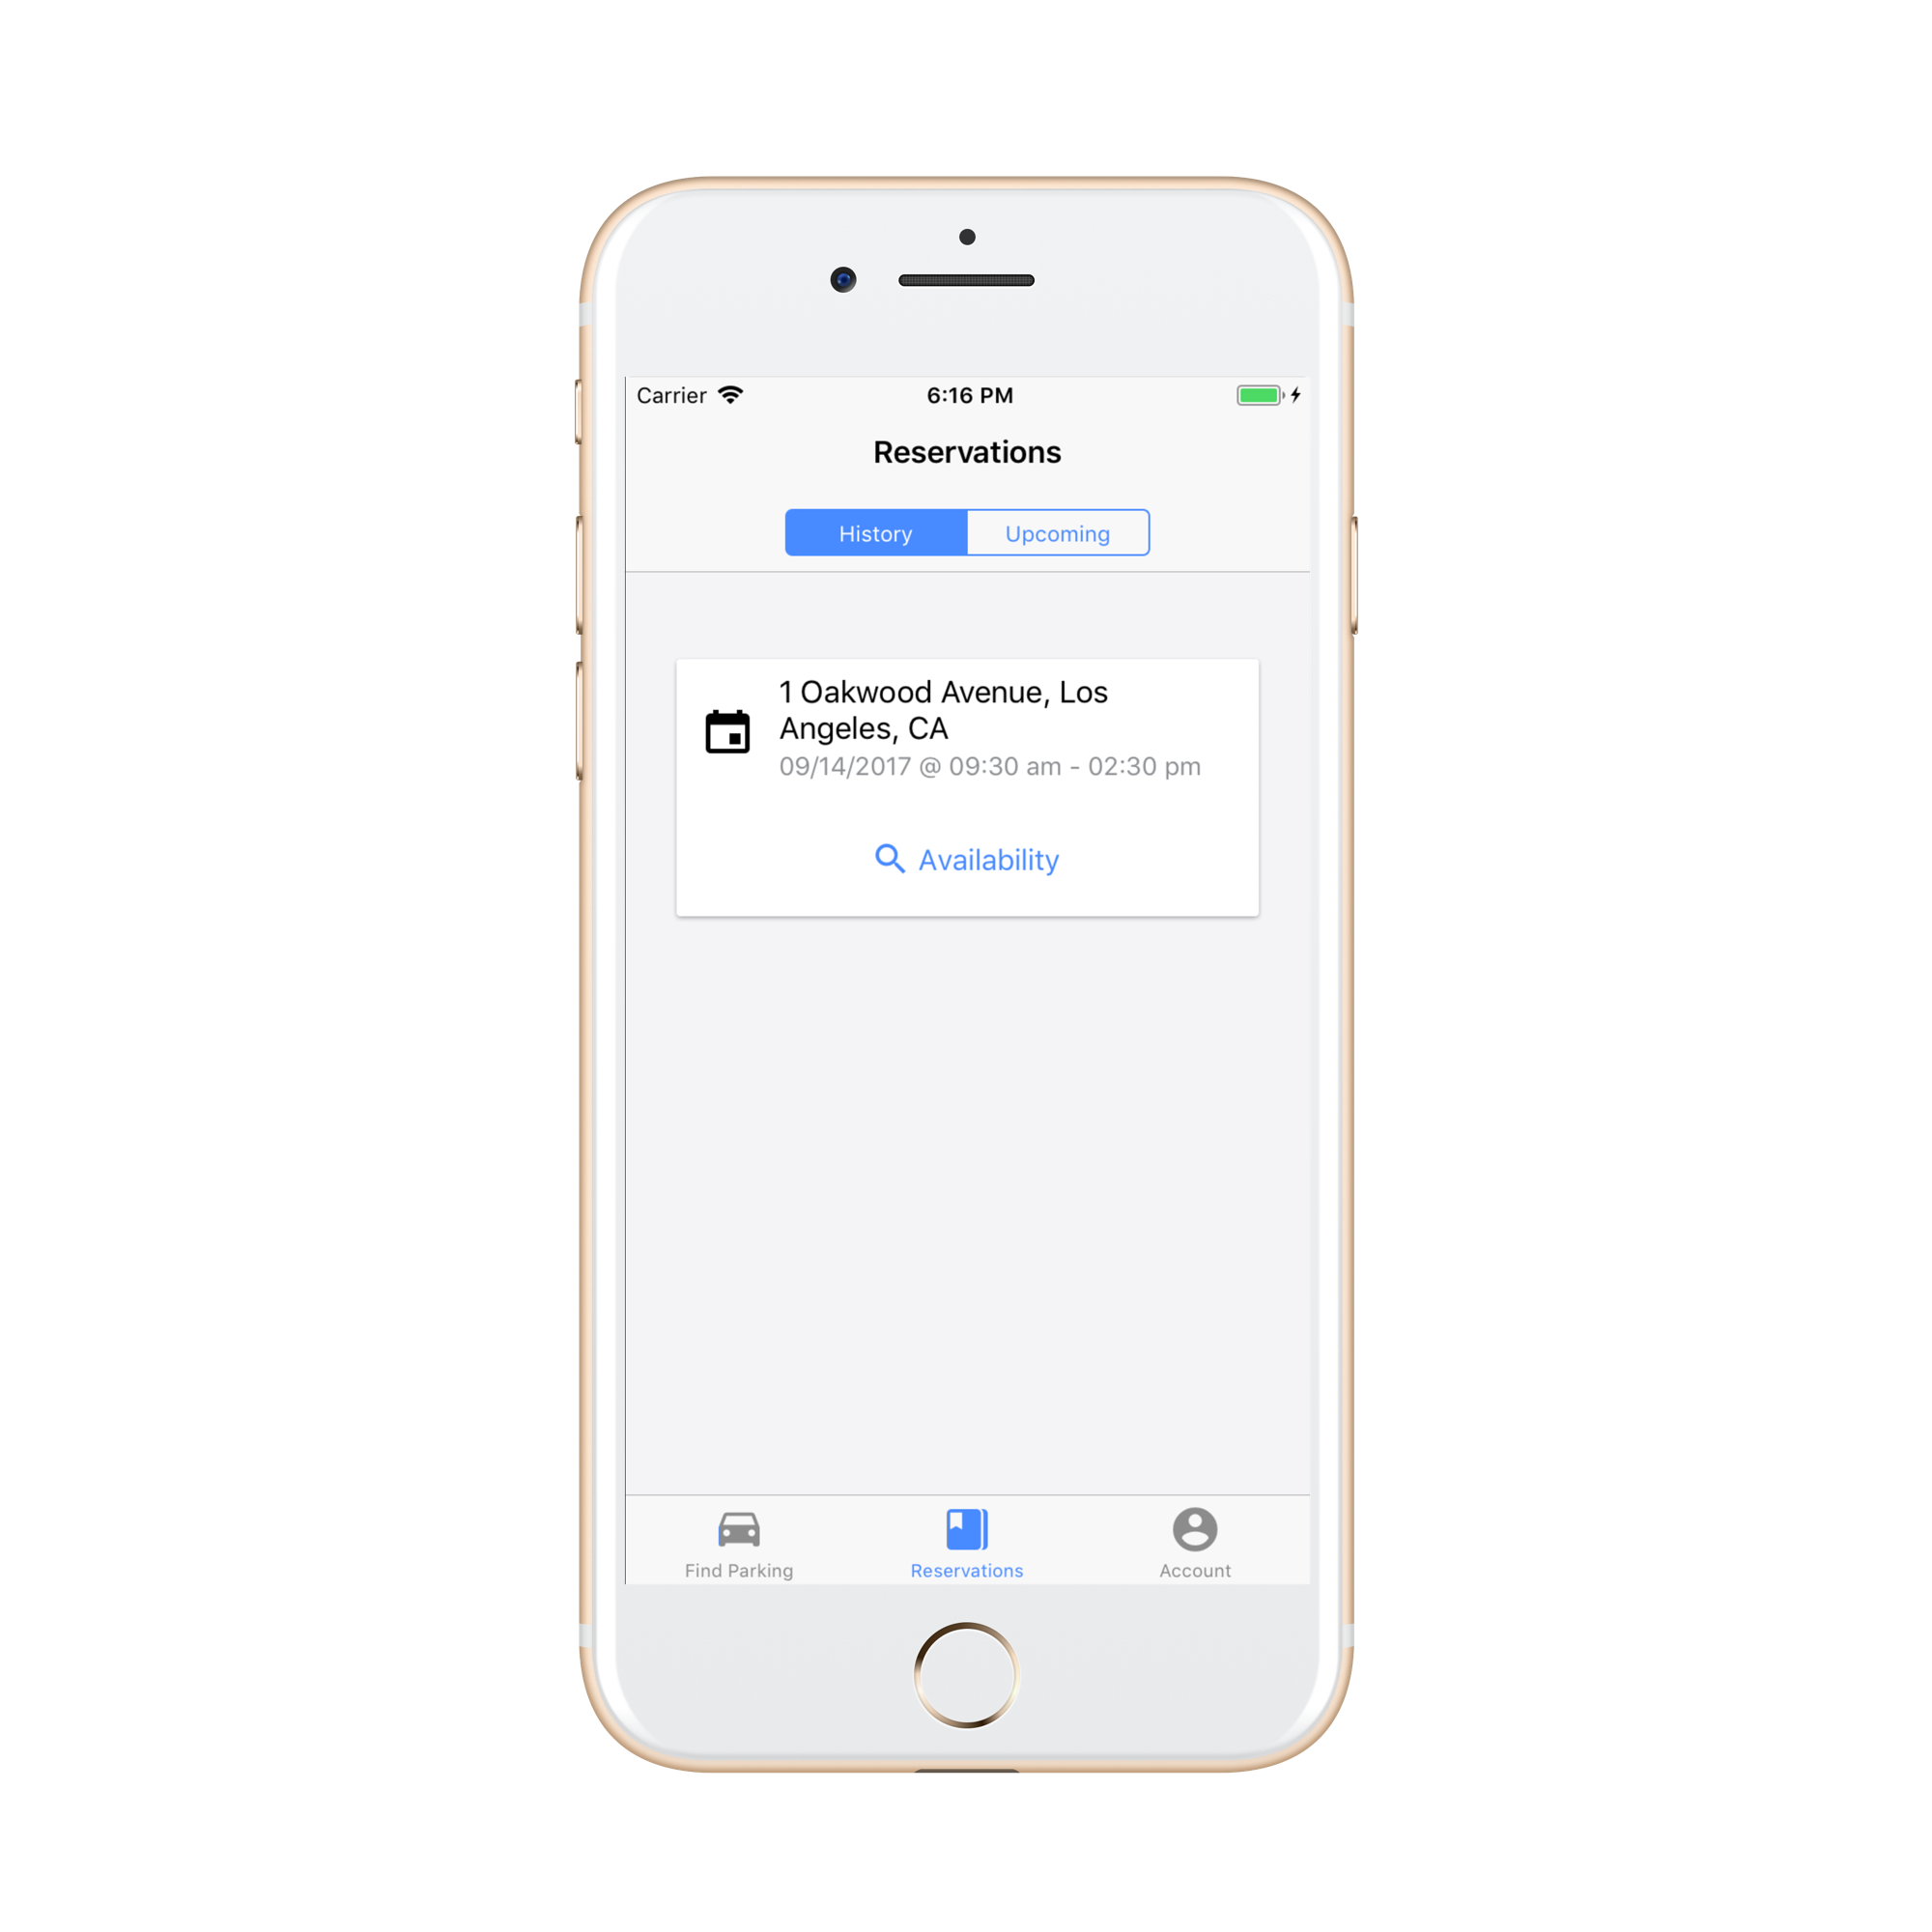 Carrier 6:16 PM
Reservations
History Upcoming
1 Oakwood Avenue, Los
Angeles, CA
09/14/2017 @ 09:30 am - 02:30 pm
Availability
Find Parking Reservations Account